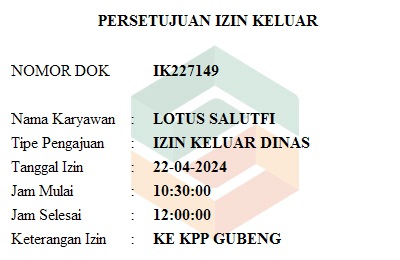 PERSETUJUAN IZIN KELUAR
NOMOR DOK IK227149
Nama Karyawan : LOTUS SALUTFI
Tipe Pengajuan : IZIN KELUAR DINAS
Tanggal Izin : 22-04-2024
Jam Mulai : 10:30:00
Jam Selesai : 12:00:00
Keterangan Izin : KE KPP GUBENG